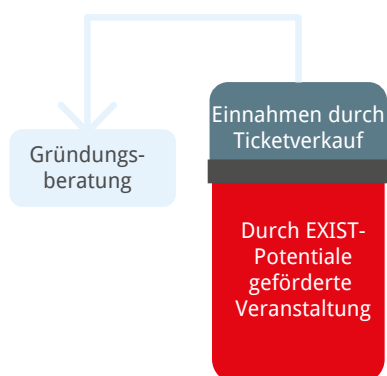 Einnahmen durch
Ticketverkauf
Gründungs-
beratung
Durch EXIST-
Potentiale
geförderte
Veranstaltung